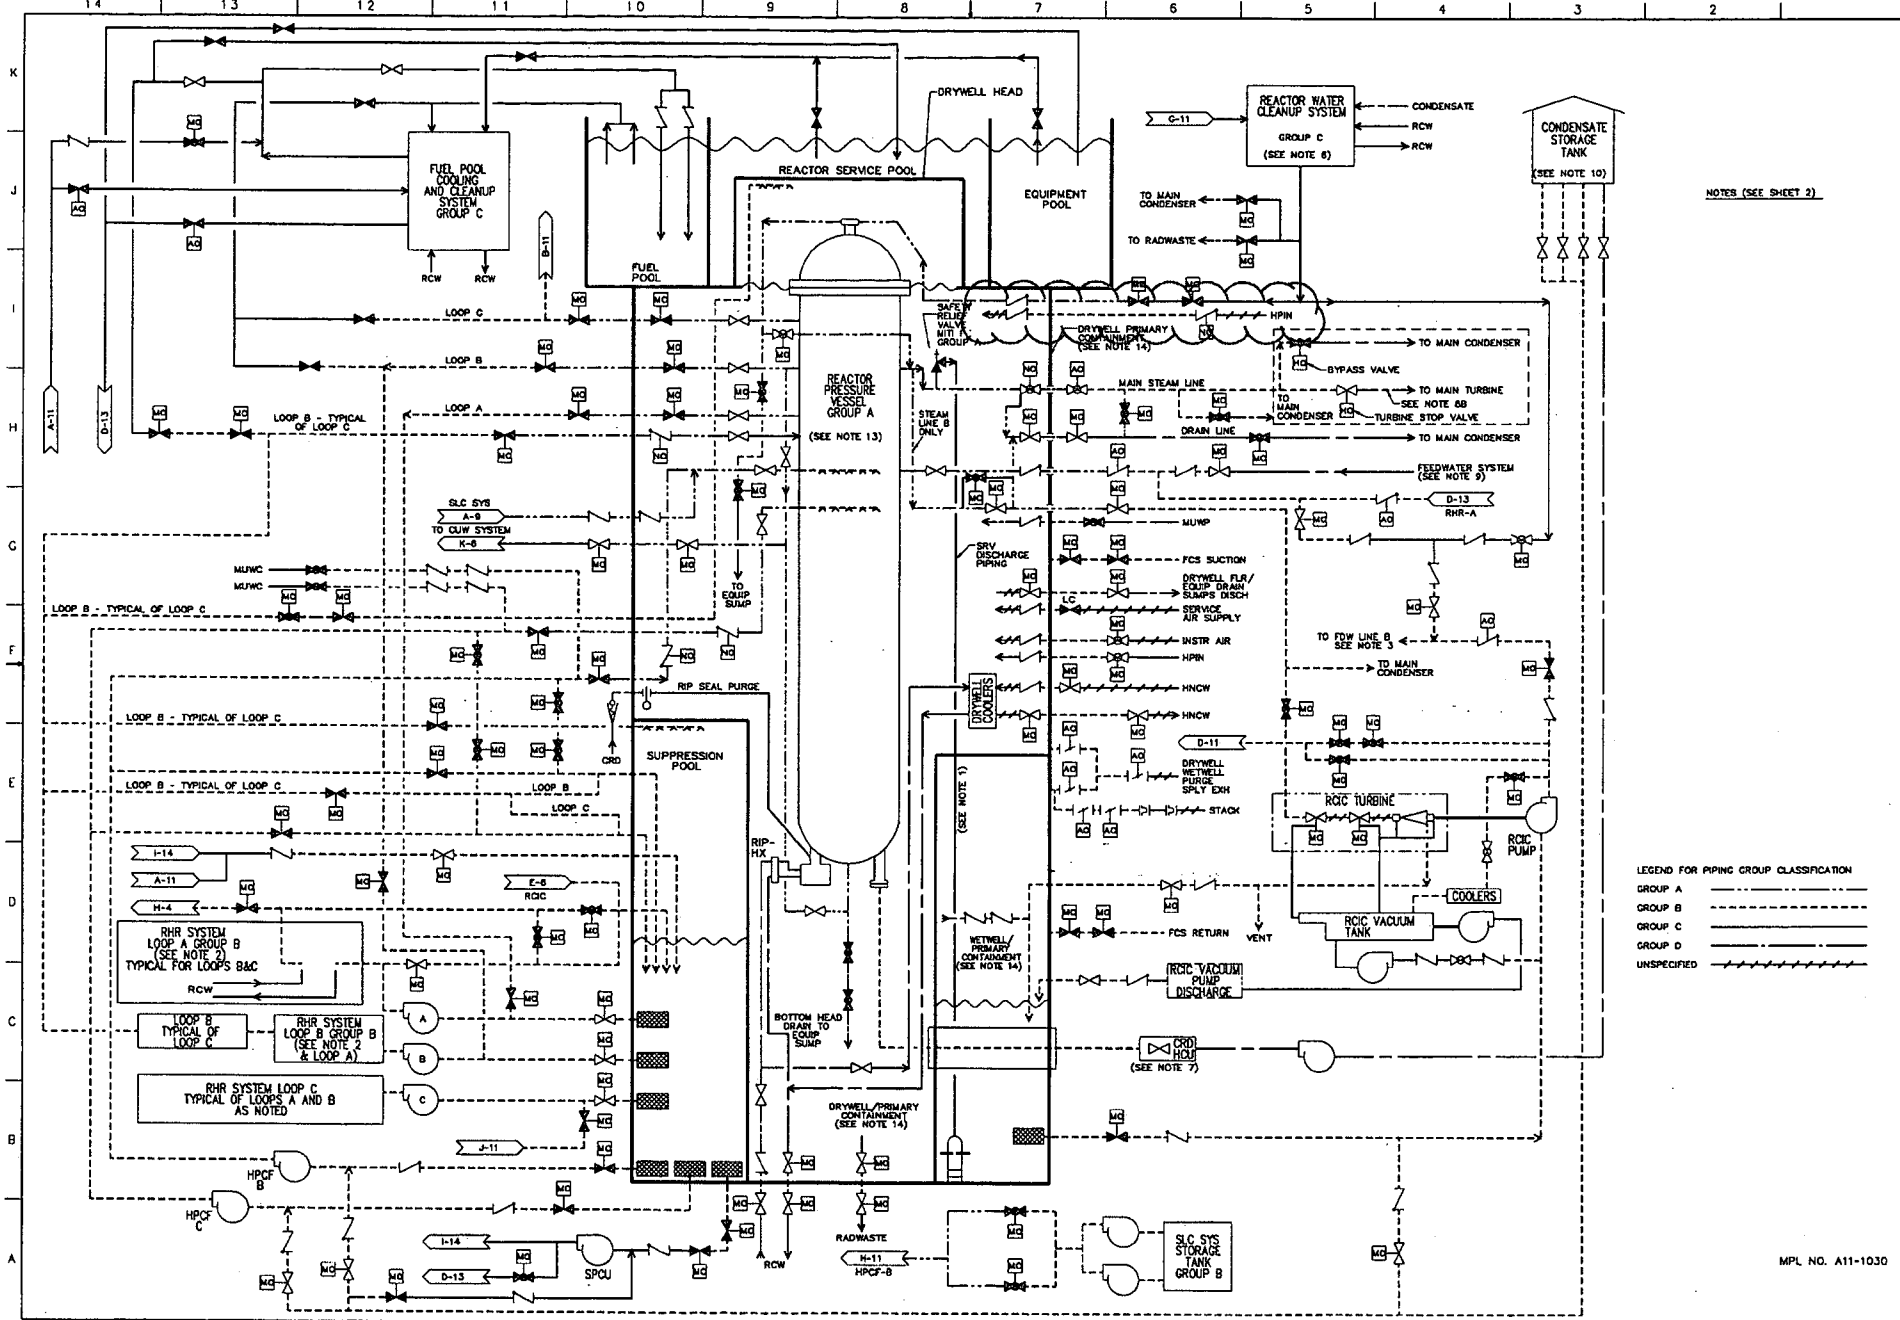 14 13 12 11 10 9 8 7 6 5 4 3 2 1
K
J
I
H
G
F
E
D
C
B
A
DRYWELL HEAD
REACTOR SERVICE POOL
FUEL POOL
COOLING
AND CLEANUP
SYSTEM
GROUP C
RCW
RCW
B-11
FUEL
POOL
EQUIPMENT
POOL
G-11
REACTOR WATER
CLEANUP SYSTEM
GROUP C
(SEE NOTE 6)
CONDENSATE
RCW
RCW
CONDENSATE
STORAGE
TANK
(SEE NOTE 10)
NOTES (SEE SHEET 2)
TO MAIN
CONDENSER
TO RADWASTE
MO
MO
AO
AO
A-11
D-13
LOOP C
LOOP B
LOOP A
LOOP B - TYPICAL
OF LOOP C
REACTOR
PRESSURE
VESSEL
GROUP A
(SEE NOTE 13)
HPIN
DRYWELL PRIMARY
CONTAINMENT
(SEE NOTE 14)
STEAM
LINE B
ONLY
MAIN STEAM LINE
DRAIN LINE
TO MAIN CONDENSER
BYPASS VALVE
TO MAIN TURBINE
SEE NOTE 8B
TURBINE STOP VALVE
TO
MAIN
CONDENSER
TO MAIN CONDENSER
FEEDWATER SYSTEM
(SEE NOTE 9)
D-13
RHR-A
SLC SYS
A-9
TO CUW SYSTEM
K-6
MUWC
MUWC
LOOP B - TYPICAL OF LOOP C
TO
EQUIP
SUMP
SRV
DISCHARGE
PIPING
MUWP
FCS SUCTION
DRYWELL FLR/
EQUIP DRAIN
SUMPS DISCH
LC
SERVICE
AIR SUPPLY
INSTR AIR
HPIN
HNCW
HNCW
DRYWELL
COOLERS
TO FDW LINE B
SEE NOTE 3
TO MAIN
CONDENSER
RIP SEAL PURGE
CRD
LOOP B - TYPICAL OF LOOP C
LOOP B - TYPICAL OF LOOP C
LOOP B
LOOP C
SUPPRESSION
POOL
(SEE NOTE 1)
DRYWELL
WETWELL
PURGE
SPLY EXH
STACK
D-11
RCIC TURBINE
RCIC
PUMP
COOLERS
RCIC VACUUM
TANK
VENT
FCS RETURN
RCIC VACUUM
PUMP
DISCHARGE
WETWELL/
PRIMARY
CONTAINMENT
(SEE NOTE 14)
RIP-
HX
I-14
A-11
H-4
E-6
RCIC
RHR SYSTEM
LOOP A GROUP B
(SEE NOTE 2)
TYPICAL FOR LOOPS B&C
RCW
LOOP B
TYPICAL OF
LOOP C
RHR SYSTEM
LOOP B GROUP B
(SEE NOTE 2
& LOOP A)
RHR SYSTEM LOOP C
TYPICAL OF LOOPS A AND B
AS NOTED
A
B
C
J-11
BOTTOM HEAD
DRAIN TO
EQUIP
SUMP
DRYWELL/PRIMARY
CONTAINMENT
(SEE NOTE 14)
CRD
HCU
(SEE NOTE 7)
LEGEND FOR PIPING GROUP CLASSIFICATION
GROUP A
GROUP B
GROUP C
GROUP D
UNSPECIFIED
HPCF
B
HPCF
C
I-14
D-13
SPCU
RCW
RADWASTE
H-11
HPCF-B
SLC SYS
STORAGE
TANK
GROUP B
MPL NO. A11-1030